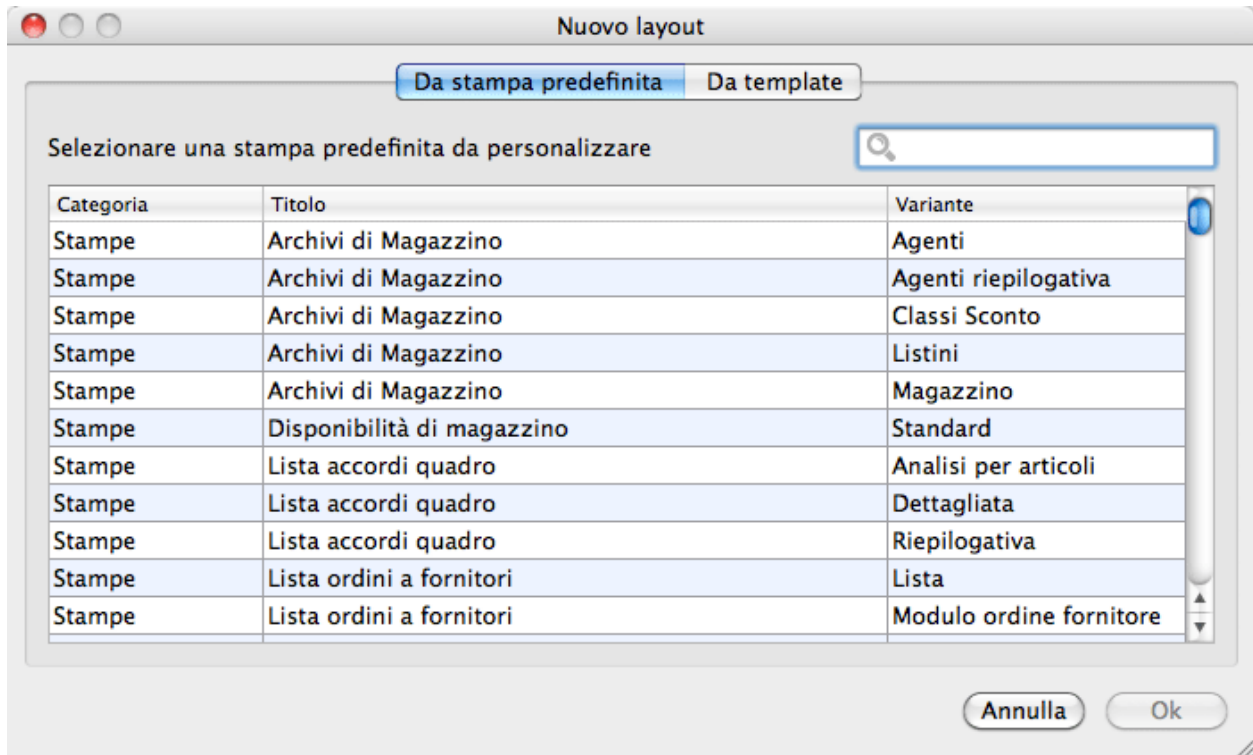 Nuovo layout
Da stampa predefinita Da template
Selezionare una stampa predefinita da personalizzare
Categoria Titolo Variante
Stampe Archivi di Magazzino Agenti
Stampe Archivi di Magazzino Agenti riepilogativa
Stampe Archivi di Magazzino Classi Sconto
Stampe Archivi di Magazzino Listini
Stampe Archivi di Magazzino Magazzino
Stampe Disponibilità di magazzino Standard
Stampe Lista accordi quadro Analisi per articoli
Stampe Lista accordi quadro Dettagliata
Stampe Lista accordi quadro Riepilogativa
Stampe Lista ordini a fornitori Lista
Stampe Lista ordini a fornitori Modulo ordine fornitore
Annulla Ok